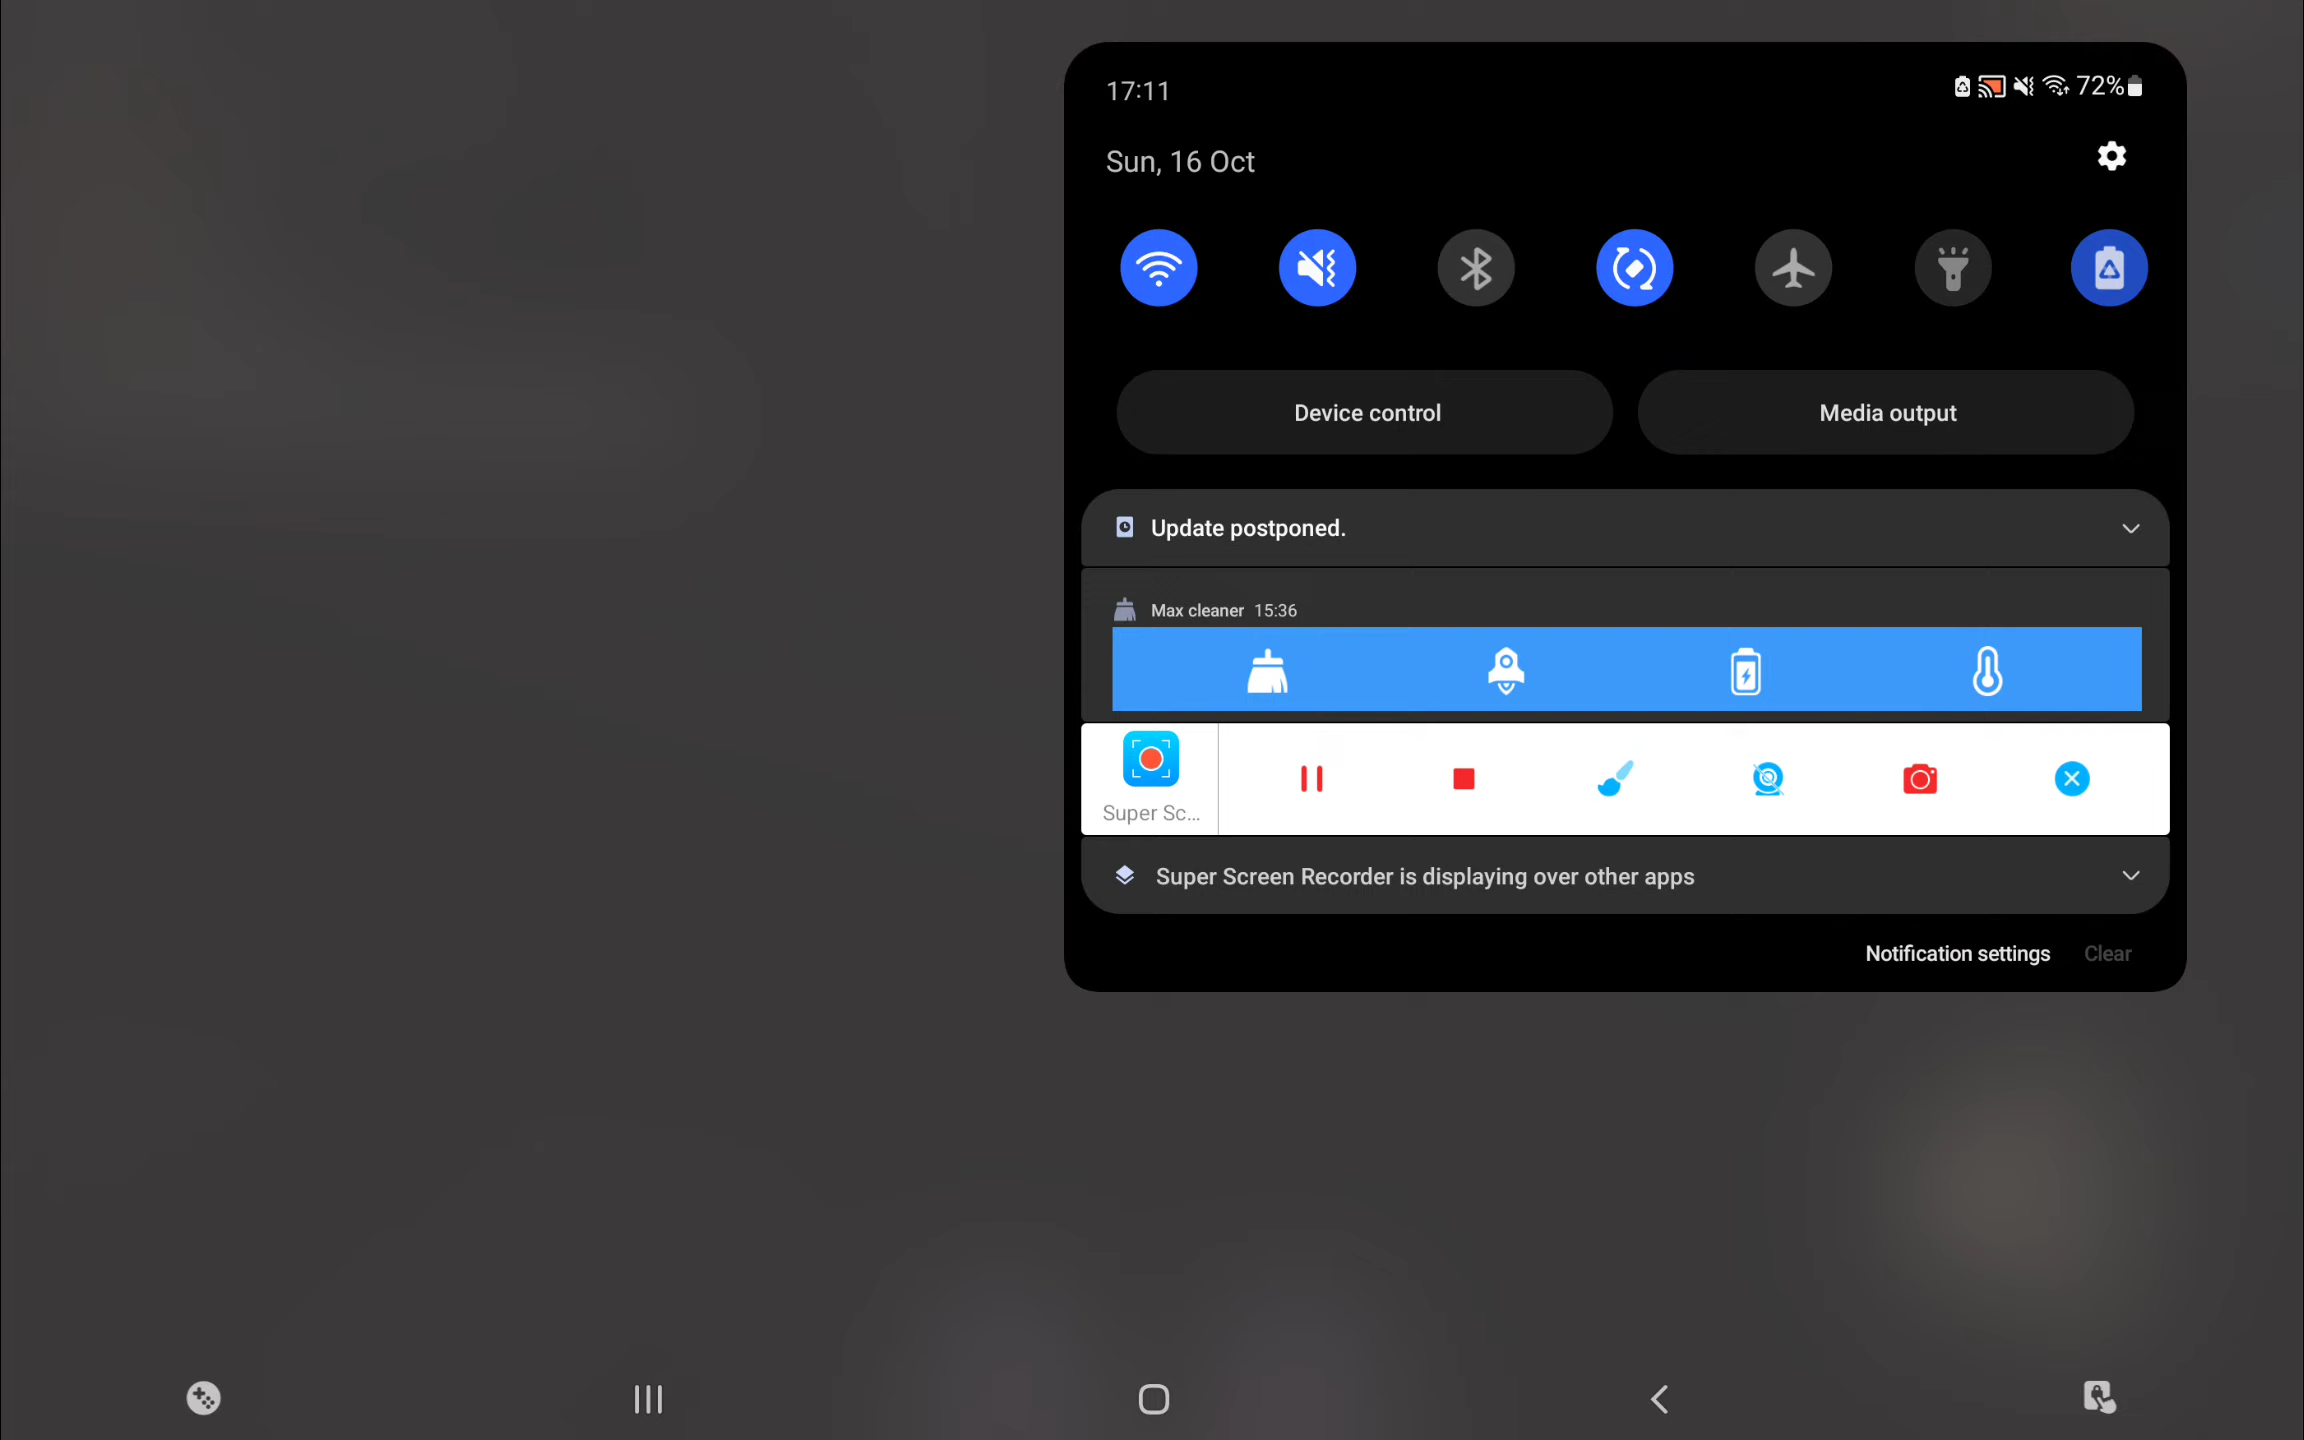 17:11
72%
Sun, 16 Oct
Device control
Media output
Update postponed.
Max cleaner 15:36
Super Sc...
Super Screen Recorder is displaying over other apps
Notification settings
Clear